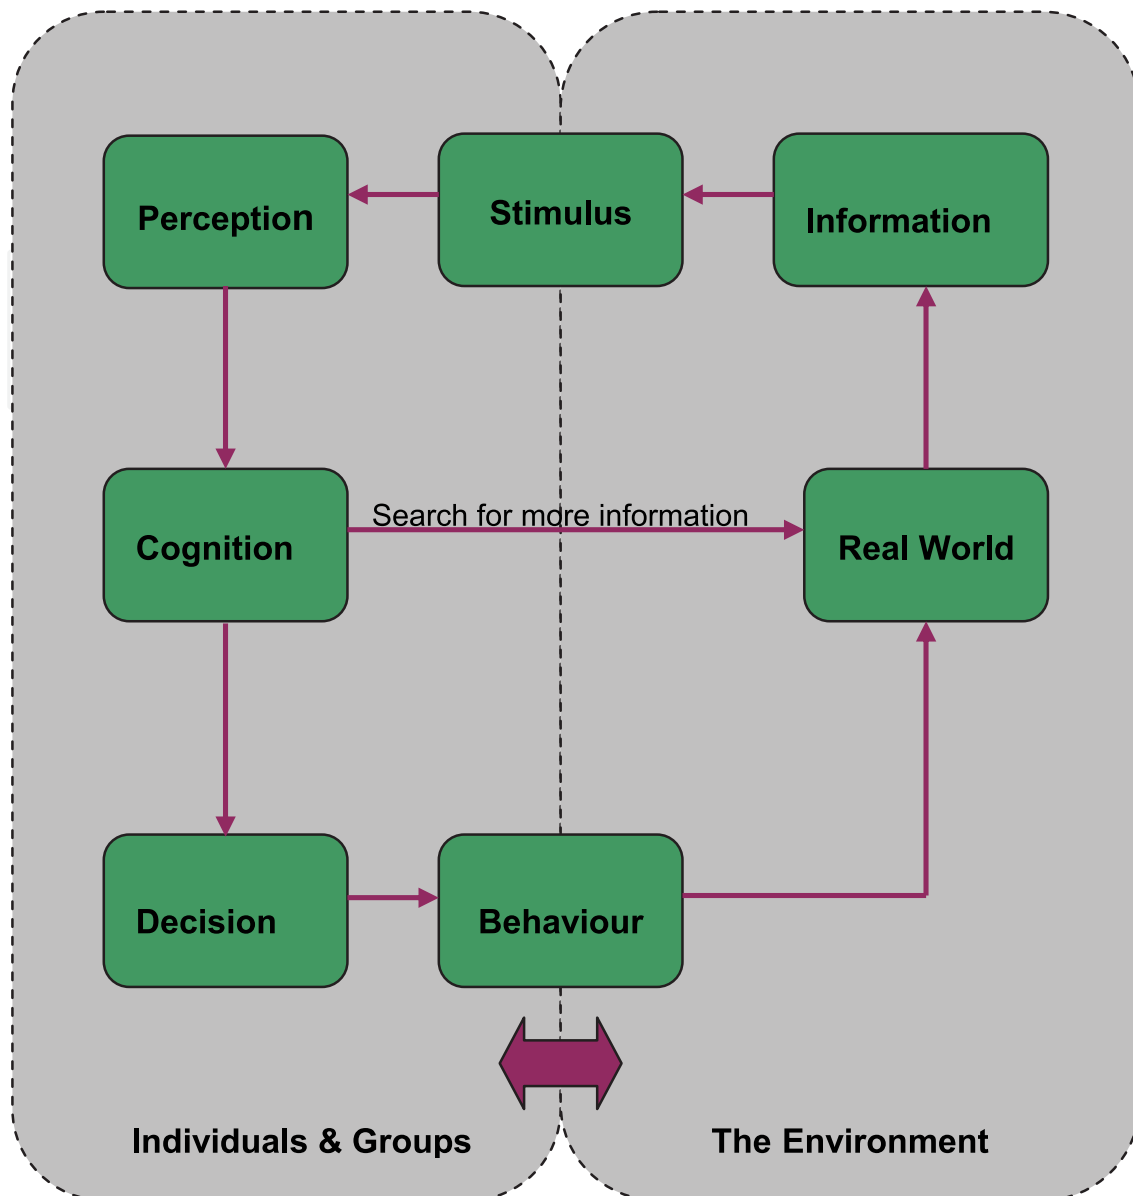 Perception
Stimulus
Information
Search for more information
Cognition
Real World
Decision
Behaviour
Individuals & Groups
The Environment